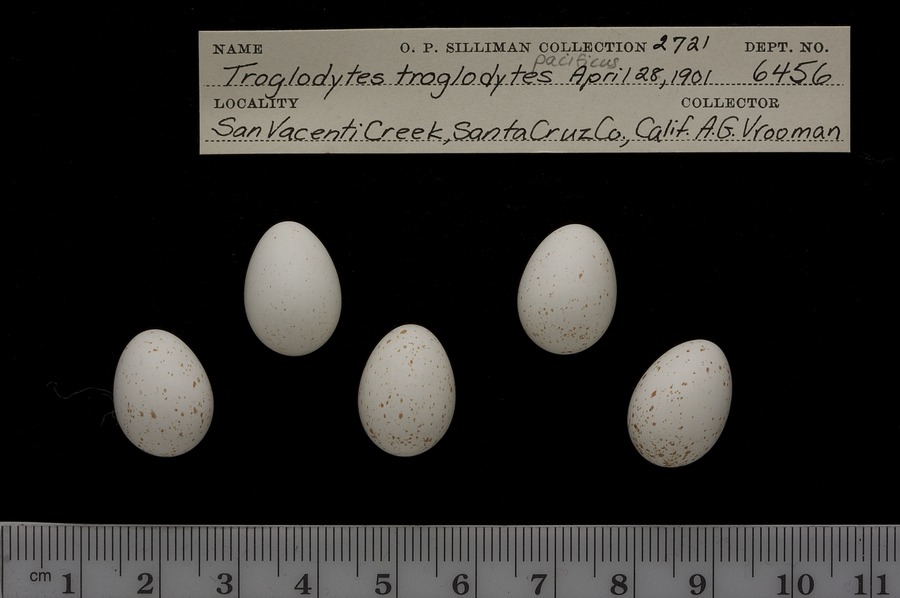 NAME O. P. SILLIMAN COLLECTION 2721 DEPT. NO.
pacificus
Troglodytes troglodytes April 28, 1901 6456
LOCALITY COLLECTOR
San Vacenti Creek, Santa Cruz Co., Calif. A.G. Vrooman
cm 1 2 3 4 5 6 7 8 9 10 11